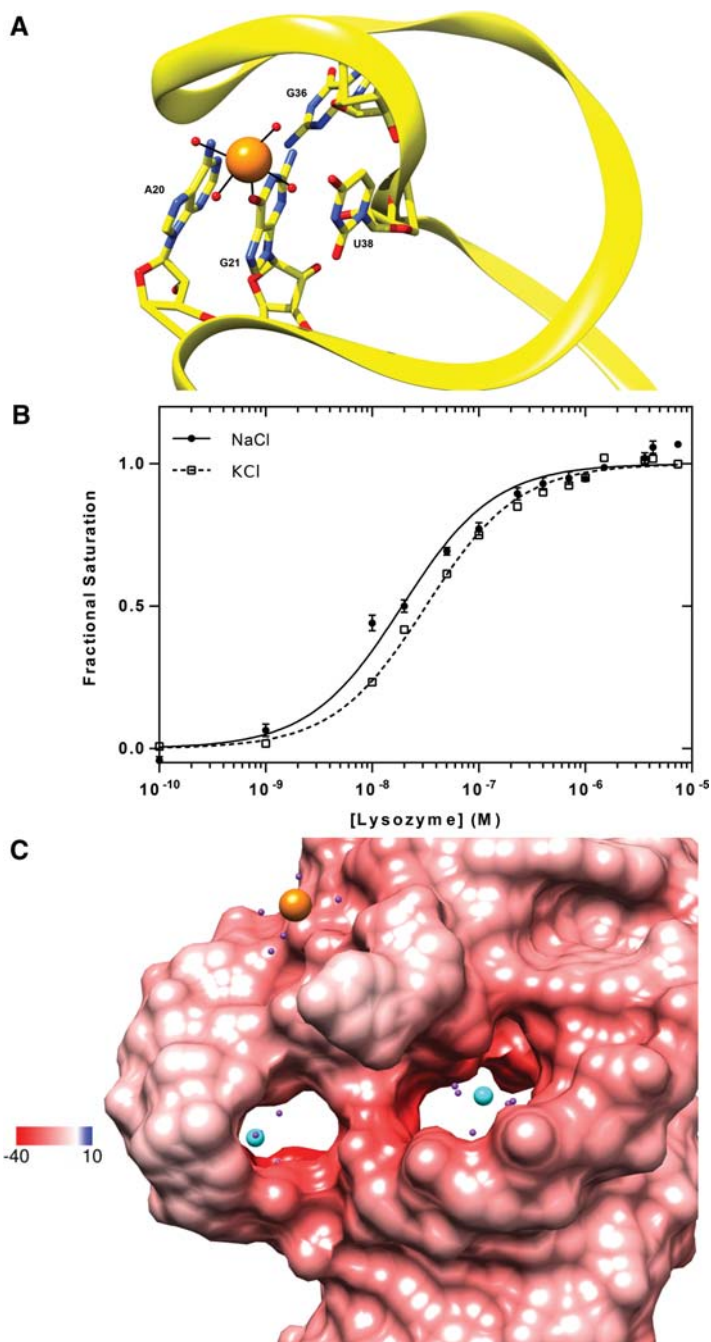 A
G36
A20
G21
U38
B
NaCl
KCl
1.0
0.5
0.0
Fractional Saturation
10-10 10-9 10-8 10-7 10-6 10-5
[Lysozyme] (M)
C
-40 10